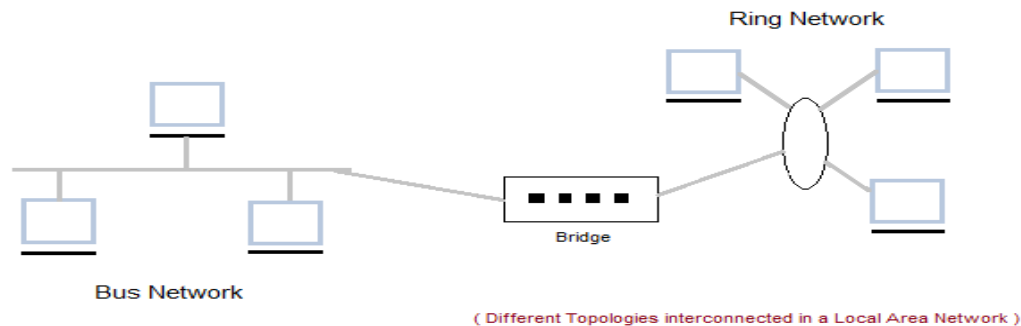 Ring Network
Bridge
Bus Network
( Different Topologies interconnected in a Local Area Network )